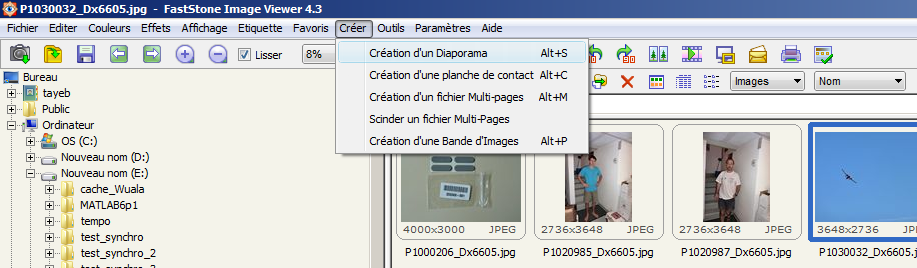 P1030032_Dx6605.jpg - FastStone Image Viewer 4.3
Fichier Editer Couleurs Effets Affichage Etiquette Favoris Créer Outils Paramètres Aide
Lisser 8%
Création d'un Diaporama Alt+S
Création d'une planche de contact Alt+C
Création d'un fichier Multi-pages Alt+M
Scinder un fichier Multi-Pages
Création d'une Bande d'Images Alt+P
Images Nom
Bureau
tayeb
Public
Ordinateur
OS (C:)
Nouveau nom (D:)
Nouveau nom (E:)
cache_Wuala
MATLAB6p1
tempo
test_synchro
test_synchro_2
4000x3000 JPEG
P1000206_Dx6605.jpg
2736x3648 JPEG
P1020985_Dx6605.jpg
2736x3648 JPEG
P1020987_Dx6605.jpg
3648x2736 JPEG
P1030032_Dx6605.jpg